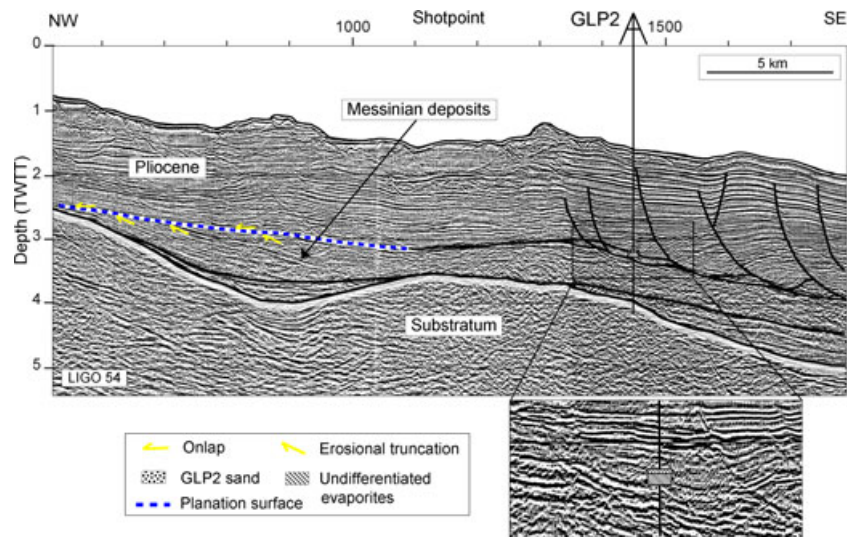 NW
Shotpoint
GLP2
SE
1000
1500
0
5 km
1
Messinian deposits
Pliocene
2
Depth (TWTT)
3
4
Substratum
5
LIGO 54
Onlap
Erosional truncation
GLP2 sand
Undifferentiated
evaporites
Planation surface